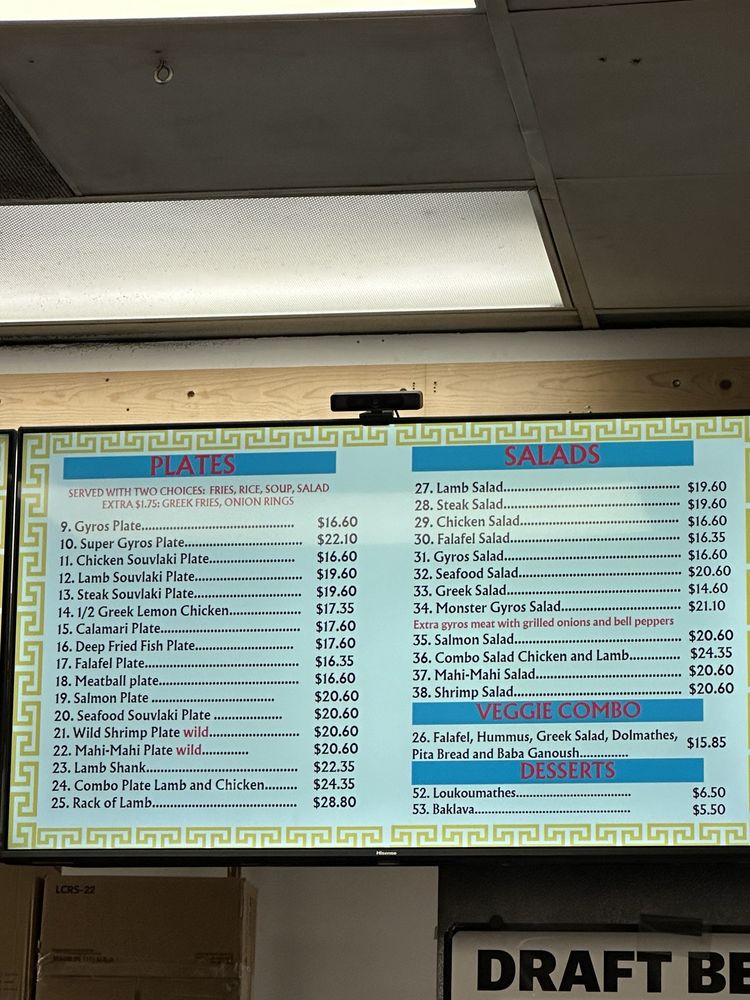 PLATES
SERVED WITH TWO CHOICES: FRIES, RICE, SOUP, SALAD
EXTRA $1.75: GREEK FRIES, ONION RINGS
9. Gyros Plate............ $16.60
10. Super Gyros Plate............ $22.10
11. Chicken Souvlaki Plate............ $16.60
12. Lamb Souvlaki Plate............ $19.60
13. Steak Souvlaki Plate............ $19.60
14. 1/2 Greek Lemon Chicken............ $17.35
15. Calamari Plate............ $17.60
16. Deep Fried Fish Plate............ $17.60
17. Falafel Plate............ $16.35
18. Meatball plate............ $16.60
19. Salmon Plate ............ $20.60
20. Seafood Souvlaki Plate ............ $20.60
21. Wild Shrimp Plate wild............ $20.60
22. Mahi-Mahi Plate wild............ $20.60
23. Lamb Shank............ $22.35
24. Combo Plate Lamb and Chicken......... $24.35
25. Rack of Lamb............ $28.80
SALADS
27. Lamb Salad............ $19.60
28. Steak Salad............ $19.60
29. Chicken Salad............ $16.60
30. Falafel Salad............ $16.35
31. Gyros Salad............ $16.60
32. Seafood Salad............ $20.60
33. Greek Salad............ $14.60
34. Monster Gyros Salad............ $21.10
Extra gyros meat with grilled onions and bell peppers
35. Salmon Salad............ $20.60
36. Combo Salad Chicken and Lamb............ $24.35
37. Mahi-Mahi Salad............ $20.60
38. Shrimp Salad............ $20.60
VEGGIE COMBO
26. Falafel, Hummus, Greek Salad, Dolmathes,
Pita Bread and Baba Ganoush............ $15.85
DESSERTS
52. Loukoumathes............ $6.50
53. Baklava............ $5.50
Hisense
LCRS-22
DRAFT BE